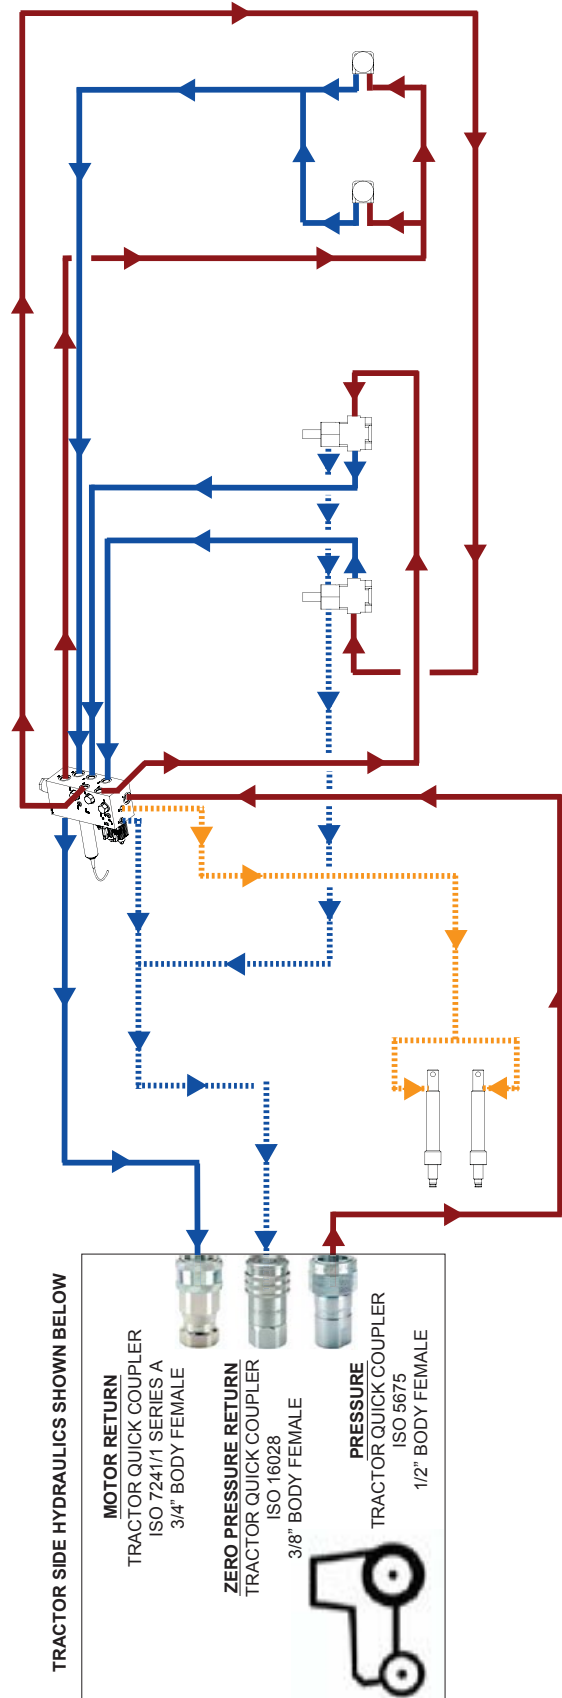 TRACTOR SIDE HYDRAULICS SHOWN BELOW
MOTOR RETURN
TRACTOR QUICK COUPLER
ISO 7241/1 SERIES A
3/4" BODY FEMALE
ZERO PRESSURE RETURN
TRACTOR QUICK COUPLER
ISO 16028
3/8" BODY FEMALE
PRESSURE
TRACTOR QUICK COUPLER
ISO 5675
1/2" BODY FEMALE